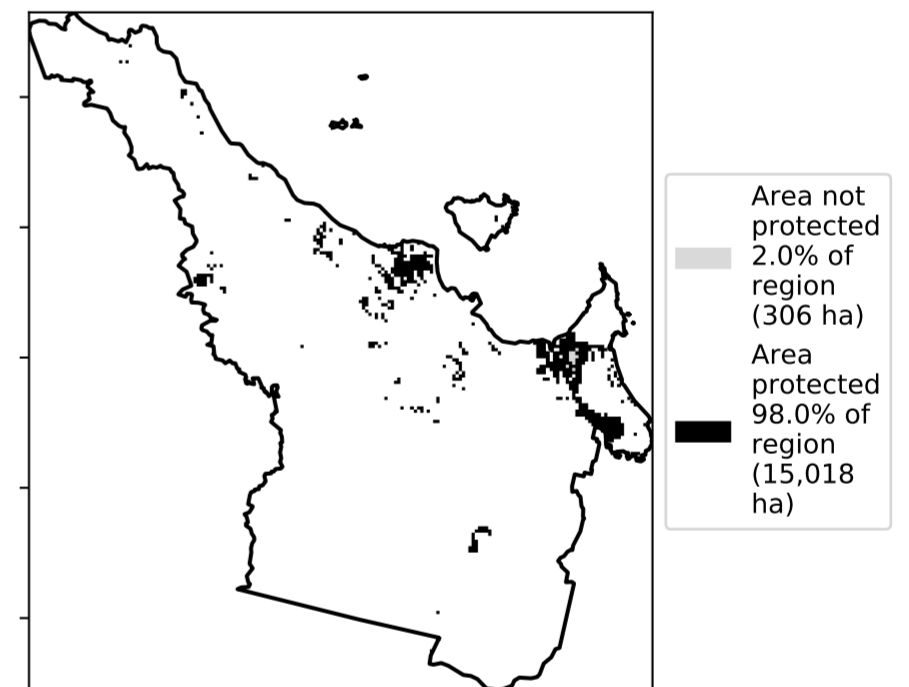 Area not
protected
2.0% of
region
(306 ha)
Area
protected
98.0% of
region
(15,018
ha)